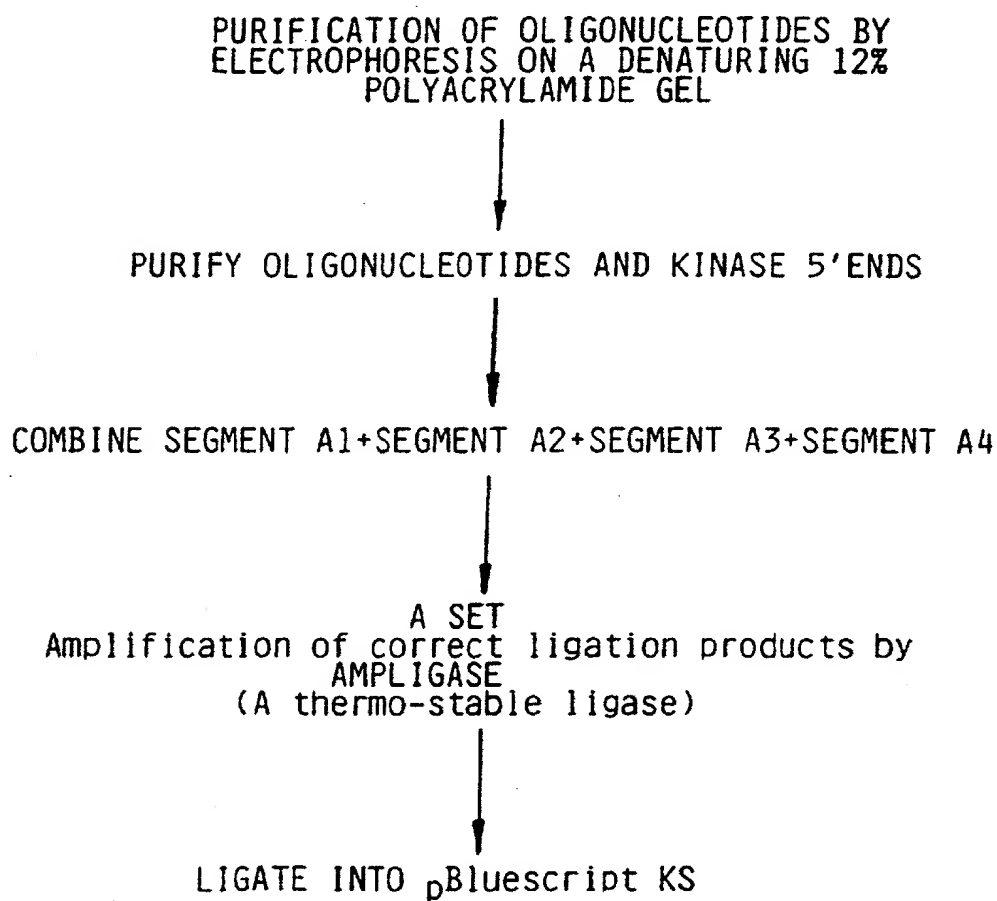 PURIFICATION OF OLIGONUCLEOTIDES BY
ELECTROPHORESIS ON A DENATURING 12%
POLYACRYLAMIDE GEL
PURIFY OLIGONUCLEOTIDES AND KINASE 5'ENDS
COMBINE SEGMENT A1+SEGMENT A2+SEGMENT A3+SEGMENT A4
A SET
Amplification of correct ligation products by
AMPLIGASE
(A thermo-stable ligase)
LIGATE INTO pBluescript KS